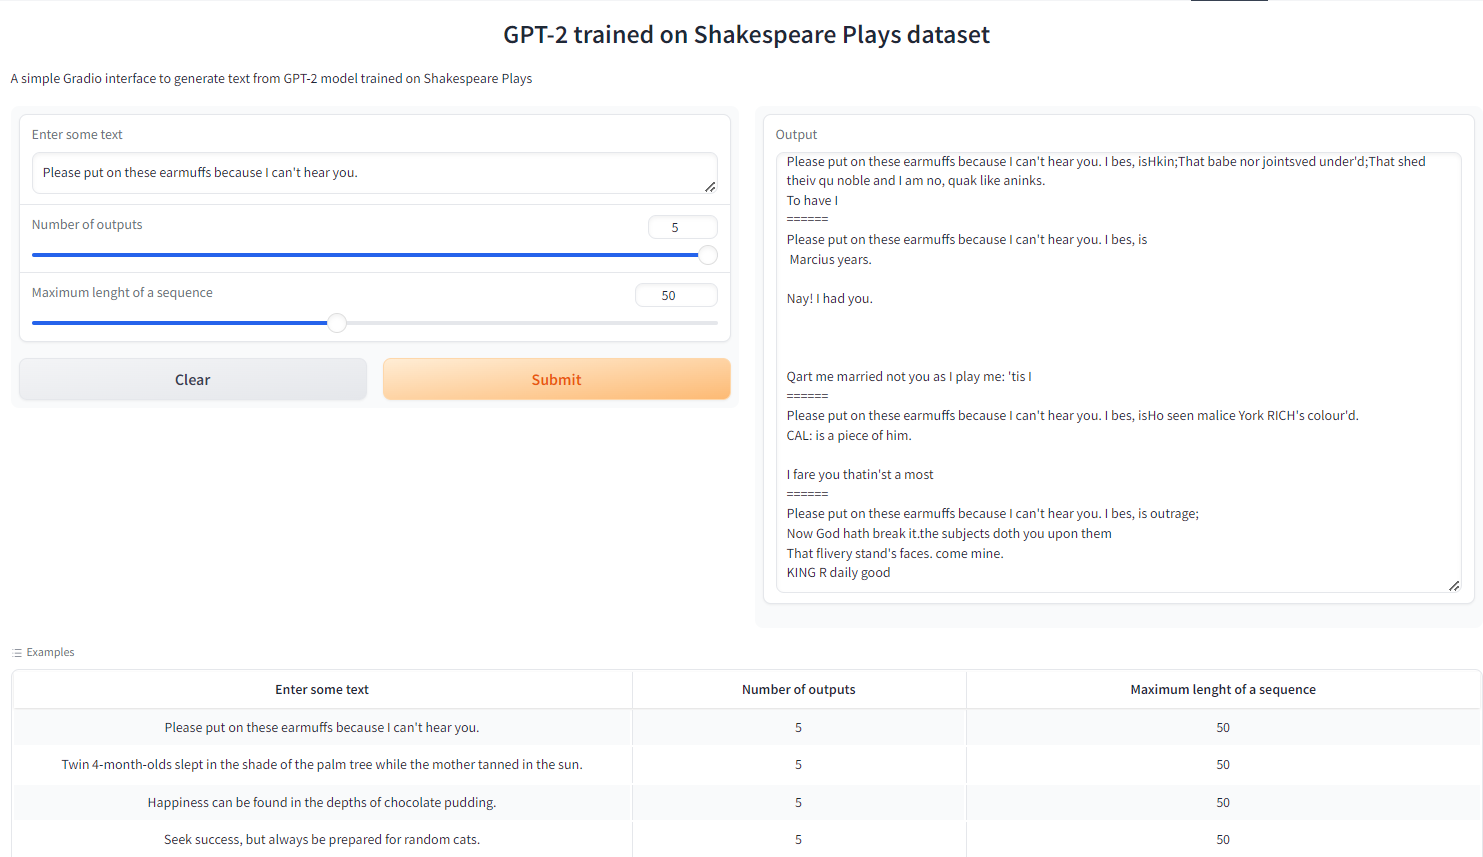 GPT-2 trained on Shakespeare Plays dataset
A simple Gradio interface to generate text from GPT-2 model trained on Shakespeare Plays
Enter some text
Please put on these earmuffs because I can't hear you.
Number of outputs
5
Maximum lenght of a sequence
50
Clear
Submit
Output
Please put on these earmuffs because I can't hear you. I bes, isHkin;That babe nor jointsved under'd;That shed
theiv qu noble and I am no, quak like aninks.
To have I
======
Please put on these earmuffs because I can't hear you. I bes, is
Marcius years.
Nay! I had you.
Qart me married not you as I play me: 'tis I
======
Please put on these earmuffs because I can't hear you. I bes, isHo seen malice York RICH's colour'd.
CAL: is a piece of him.
I fare you thatin'st a most
======
Please put on these earmuffs because I can't hear you. I bes, is outrage;
Now God hath break it.the subjects doth you upon them
That flivery stand's faces. come mine.
KING R daily good
Examples
Enter some text Number of outputs Maximum lenght of a sequence
Please put on these earmuffs because I can't hear you. 5 50
Twin 4-month-olds slept in the shade of the palm tree while the mother tanned in the sun. 5 50
Happiness can be found in the depths of chocolate pudding. 5 50
Seek success, but always be prepared for random cats. 5 50